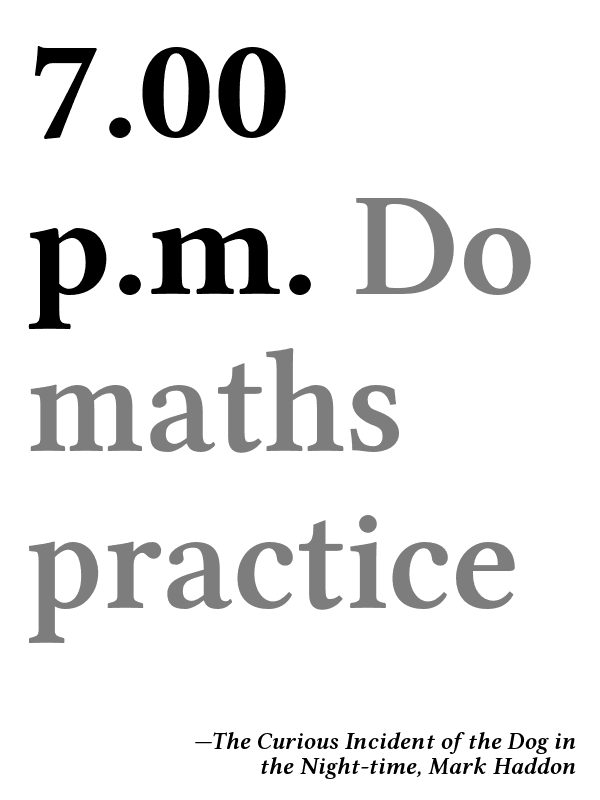 7.00
p.m. Do
maths
practice
—The Curious Incident of the Dog in
the Night-time, Mark Haddon